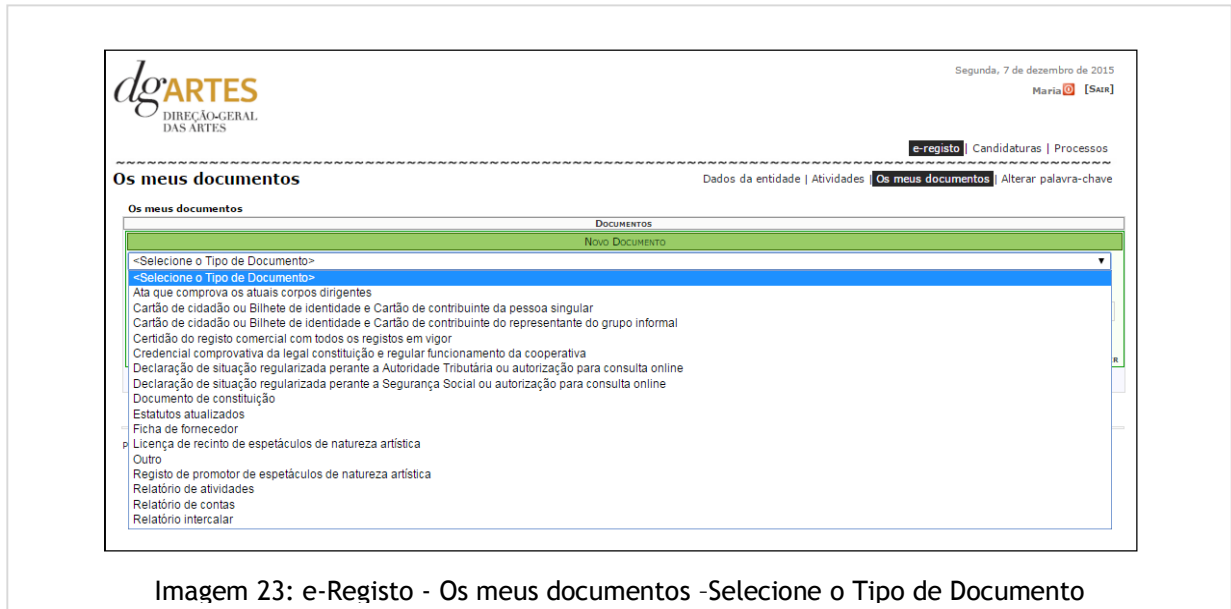 dgARTES
DIREÇÃO-GERAL
DAS ARTES
Segunda, 7 de dezembro de 2015
Maria [SAIR]
e-registo | Candidaturas | Processos
Os meus documentos
Dados da entidade | Atividades | Os meus documentos | Alterar palavra-chave
Os meus documentos
DOCUMENTOS
NOVO DOCUMENTO
<Selecione o Tipo de Documento>
<Selecione o Tipo de Documento>
Ata que comprova os atuais corpos dirigentes
Cartão de cidadão ou Bilhete de identidade e Cartão de contribuinte da pessoa singular
Cartão de cidadão ou Bilhete de identidade e Cartão de contribuinte do representante do grupo informal
Certidão do registo comercial com todos os registos em vigor
Credencial comprovativa da legal constituição e regular funcionamento da cooperativa
Declaração de situação regularizada perante a Autoridade Tributária ou autorização para consulta online
Declaração de situação regularizada perante a Segurança Social ou autorização para consulta online
Documento de constituição
Estatutos atualizados
Ficha de fornecedor
Licença de recinto de espetáculos de natureza artística
Outro
Registo de promotor de espetáculos de natureza artística
Relatório de atividades
Relatório de contas
Relatório intercalar
Imagem 23: e-Registo - Os meus documentos –Selecione o Tipo de Documento